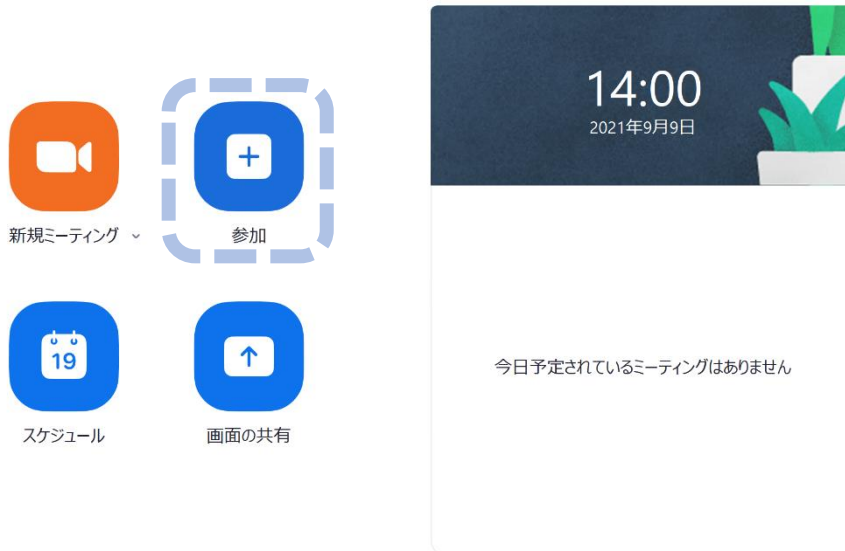 14:00
2021年9月9日
新規ミーティング
参加
19
スケジュール
画面の共有
今日予定されているミーティングはありません